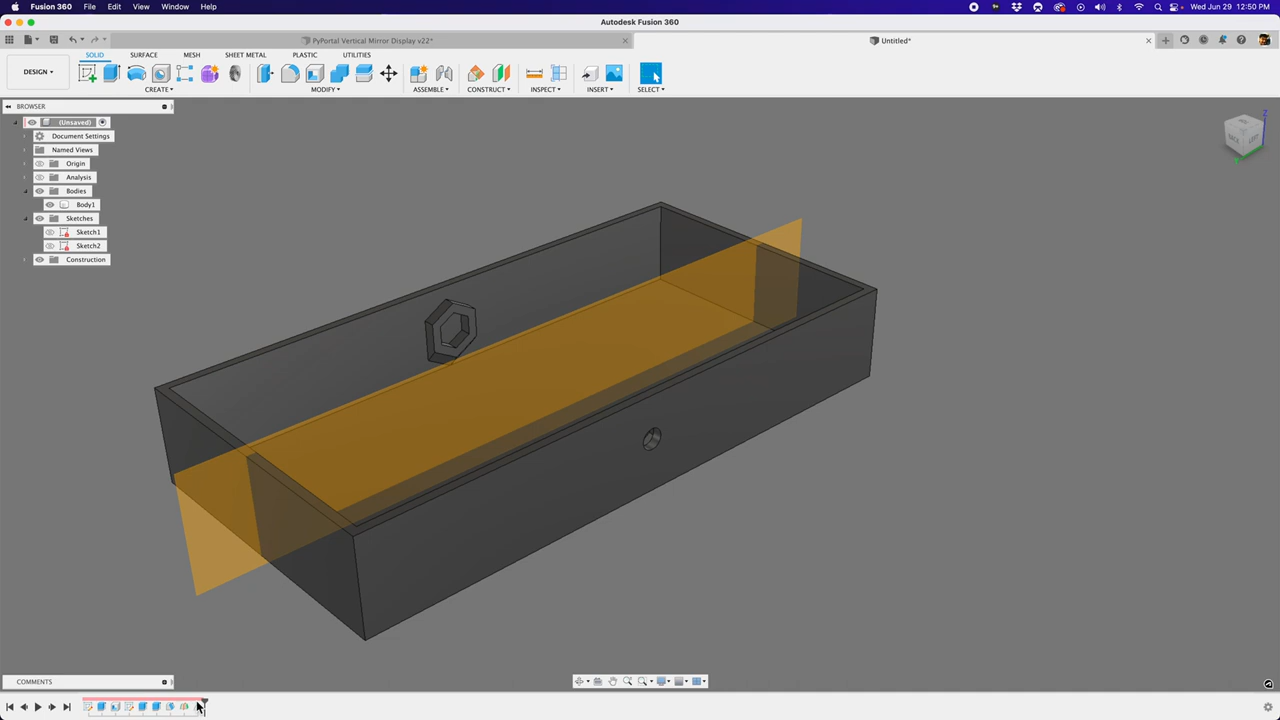 Fusion 360 File Edit View Window Help Wed Jun 29 12:50 PM
Autodesk Fusion 360
PyPortal Vertical Mirror Display v22* Untitled*
SOLID SURFACE MESH SHEET METAL PLASTIC UTILITIES
DESIGN
CREATE MODIFY ASSEMBLE CONSTRUCT INSPECT INSERT SELECT
BROWSER
(Unsaved)
Document Settings
Named Views
Origin
Analysis
Bodies
Body1
Sketches
Sketch1
Sketch2
Construction
Z
BACK LEFT
Y
COMMENTS